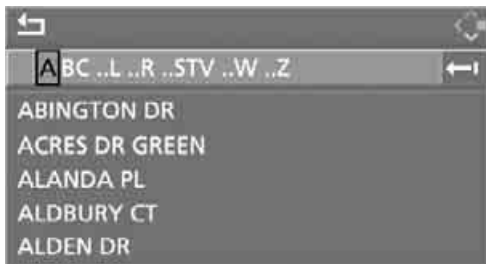 ABC ..L ..R ..STV ..W ..Z
ABINGTON DR
ACRES DR GREEN
ALANDA PL
ALDBURY CT
ALDEN DR